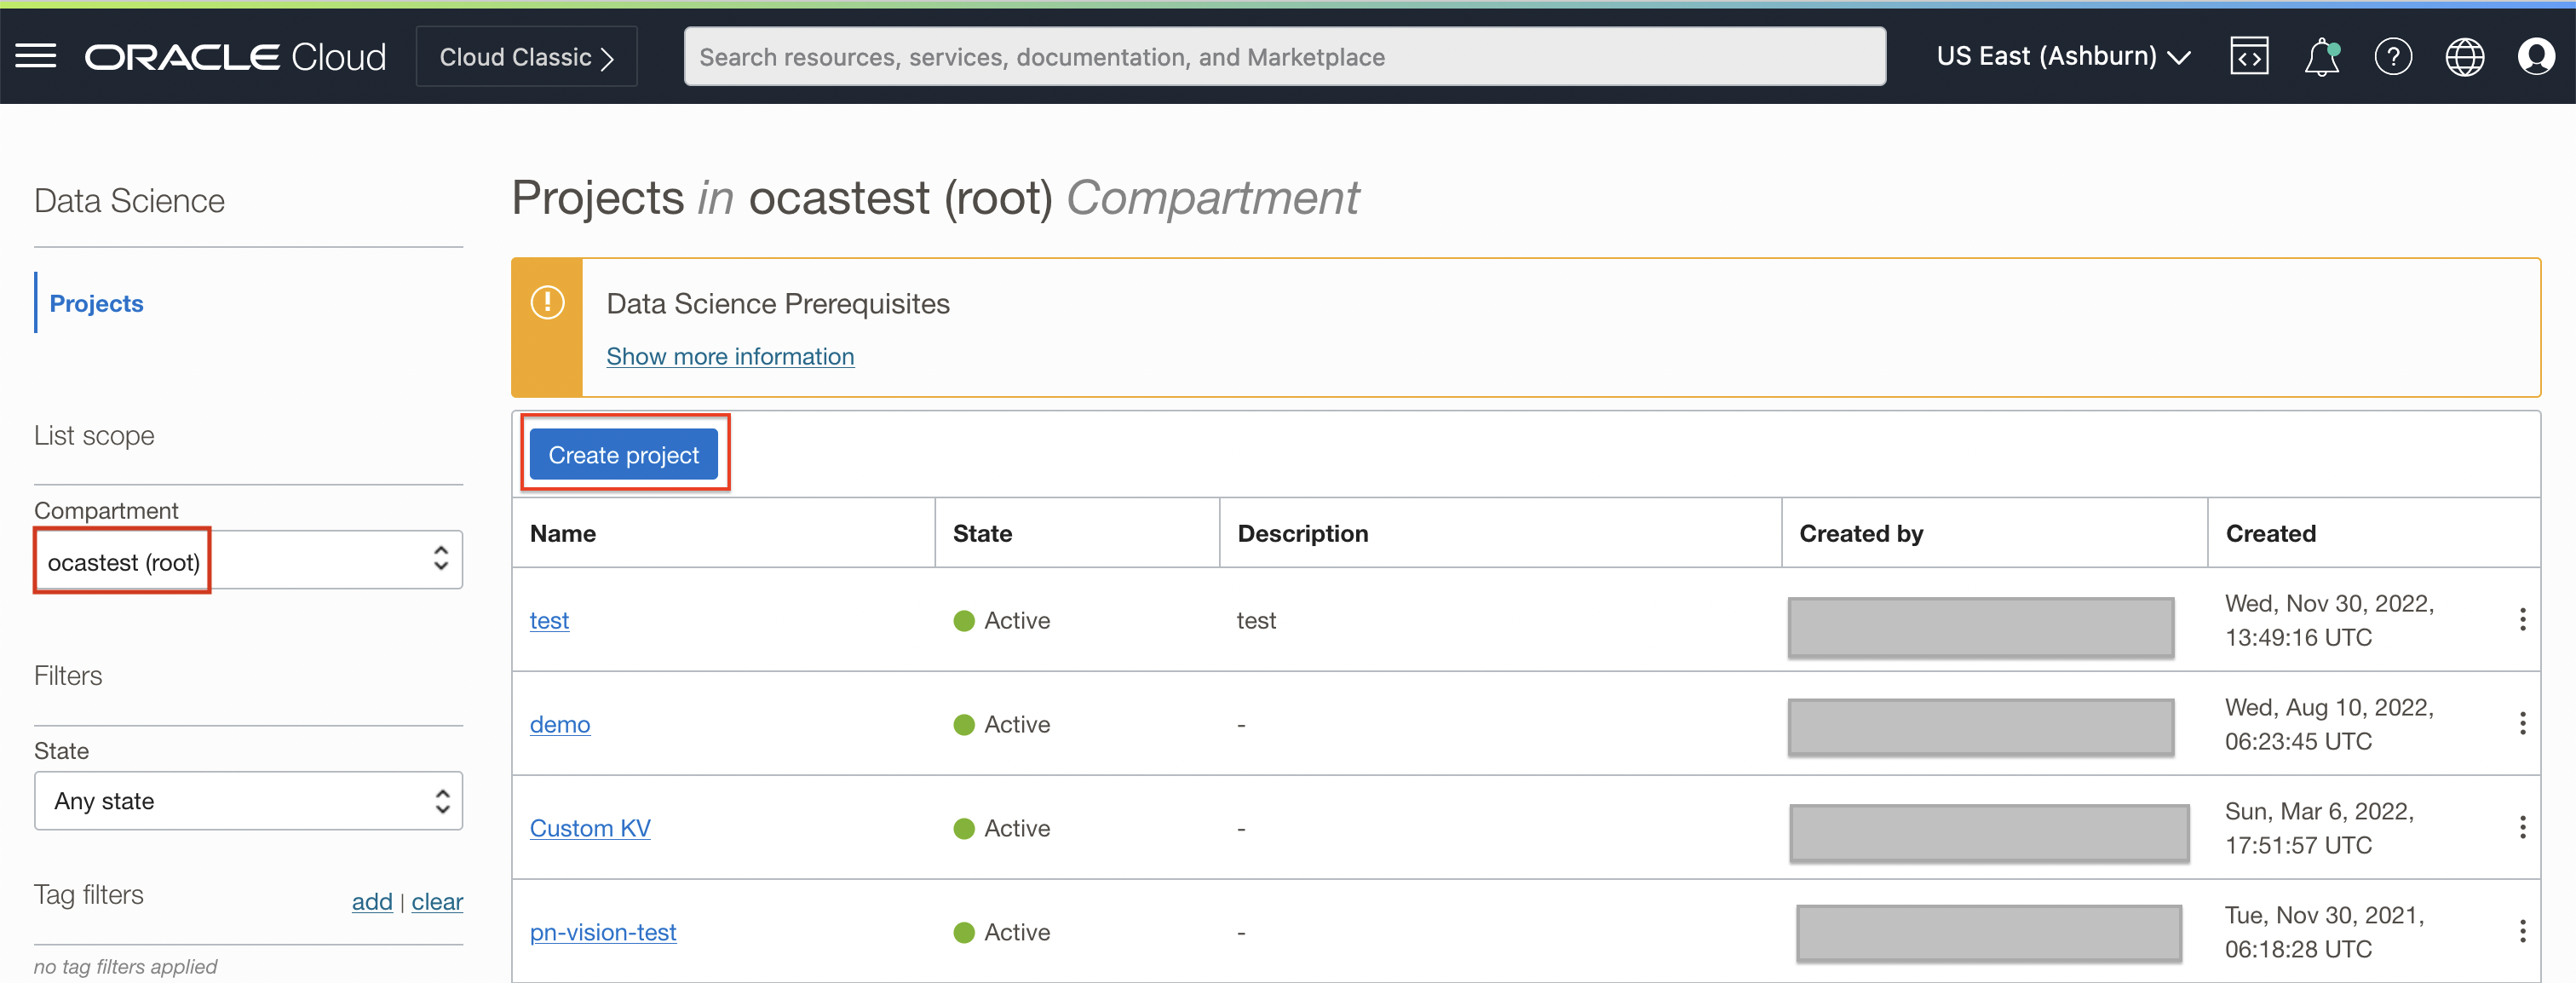 ORACLE Cloud
Cloud Classic
Search resources, services, documentation, and Marketplace
US East (Ashburn)
Data Science
Projects
List scope
Compartment
ocastest (root)
Filters
State
Any state
Tag filters
add | clear
no tag filters applied
Projects in ocastest (root) Compartment
Data Science Prerequisites
Show more information
Create project
Name State Description Created by Created
test Active test Wed, Nov 30, 2022,
13:49:16 UTC
demo Active - Wed, Aug 10, 2022,
06:23:45 UTC
Custom KV Active - Sun, Mar 6, 2022,
17:51:57 UTC
pn-vision-test Active - Tue, Nov 30, 2021,
06:18:28 UTC